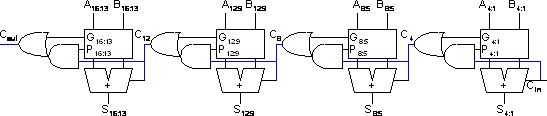 A16:13 B16:13 A12:9 B12:9 A8:5 B8:5 A4:1 B4:1
Cout G16:13 C12 G12:9 C8 G8:5 C4 G4:1
P16:13 P12:9 P8:5 P4:1
+ + + + Cin
S16:13 S12:9 S8:5 S4:1